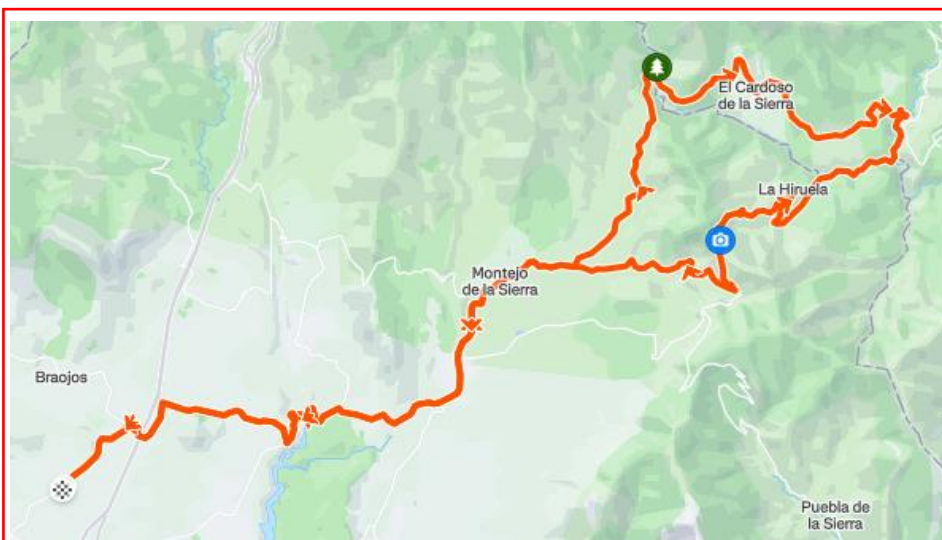 El Cardoso
de la Sierra
La Hiruela
Montejo
de la Sierra
Braojos
Puebla de
la Sierra